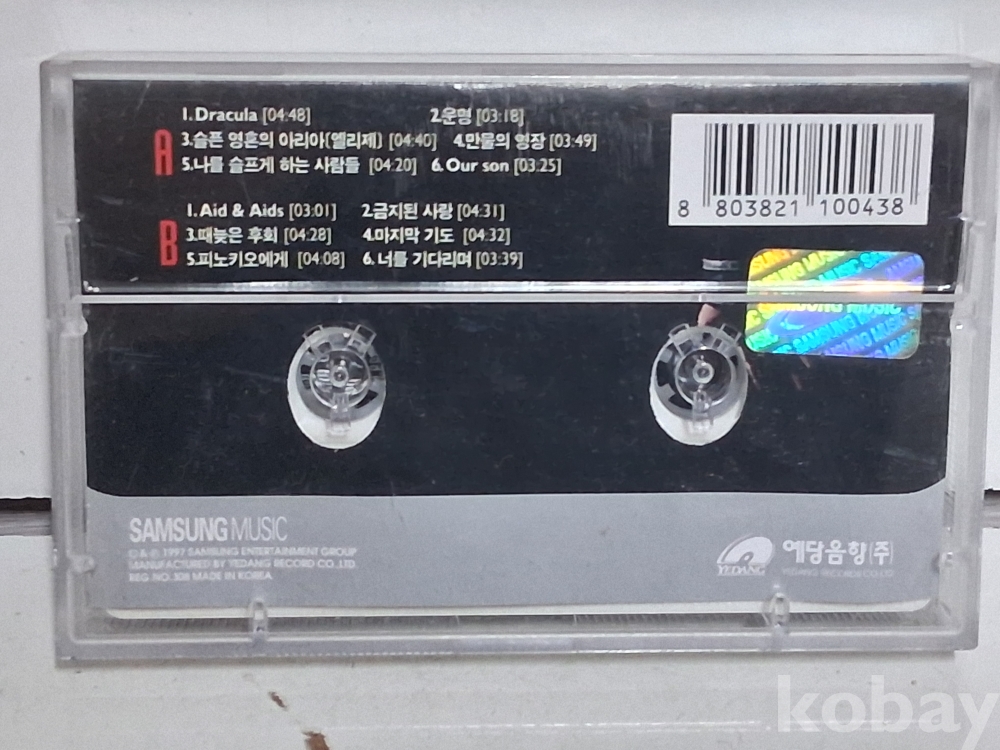 A
1.Dracula [04:48] 2.운명 [03:18]
3.슬픈 영혼의 아리아(엘리제) [04:40] 4.만물의 영장 [03:49]
5.나를 슬프게 하는 사람들 [04:20] 6.Our son [03:25]
B
1.Aid & Aids [03:01] 2.금지된 사랑 [04:31]
3.때늦은 후회 [04:28] 4.마지막 기도 [04:32]
5.피노키오에게 [04:08] 6.너를 기다리며 [03:39]
8 803821 100438
SAMSUNG MUSIC
SAMSUNG MUSIC
© & ℗ 1997 SAMSUNG ENTERTAINMENT GROUP
MANUFACTURED BY YEDANG RECORD CO., LTD.
REG. NO. 308 MADE IN KOREA
YEDANG
예당음향(주)
YEDANG RECORDS CO.,LTD
kobay